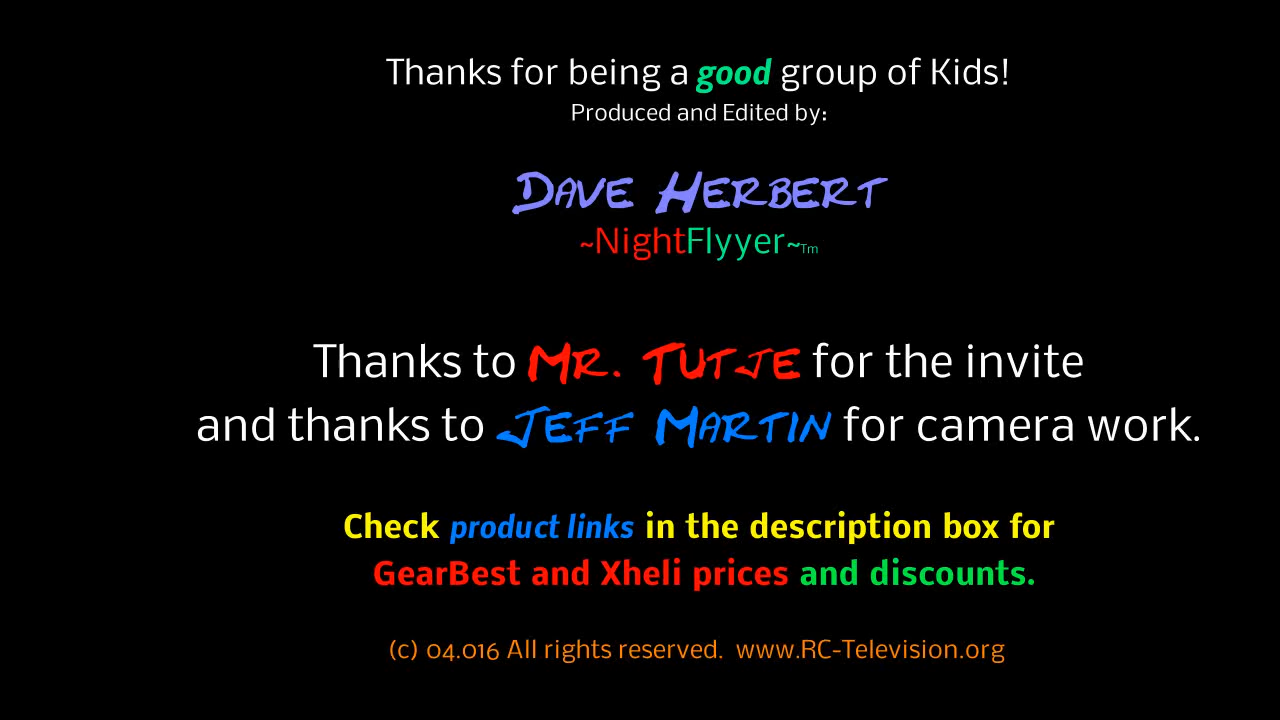 Thanks for being a good group of Kids!
Produced and Edited by:
Dave Herbert
~NightFlyyer~Tm
Thanks to Mr. Tutje for the invite
and thanks to Jeff Martin for camera work.
Check product links in the description box for
GearBest and Xheli prices and discounts.
(c) 04.016 All rights reserved.  www.RC-Television.org